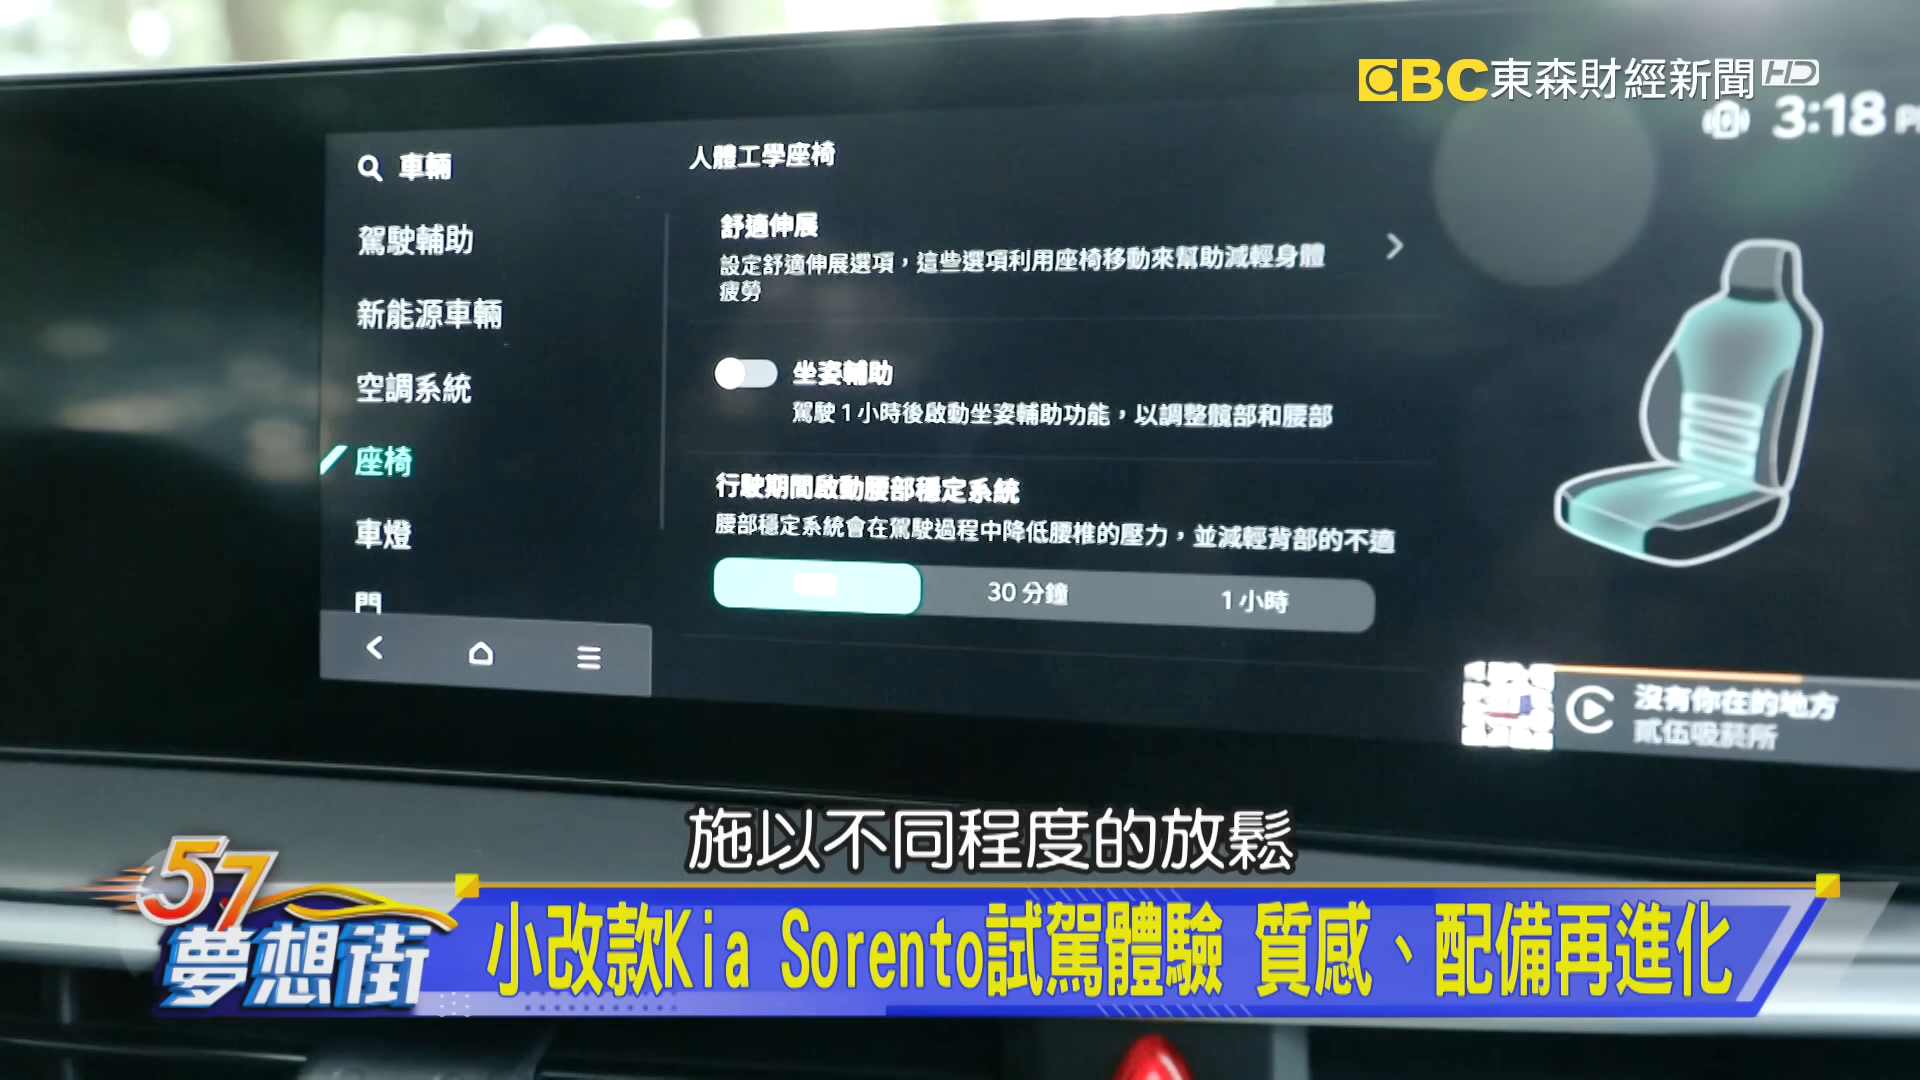 EBC東森財經新聞HD
3:18 P
車輛
駕駛輔助
新能源車輛
空調系統
座椅
車燈
門
人體工學座椅
舒適伸展
設定舒適伸展選項，這些選項利用座椅移動來幫助減輕身體
疲勞
坐姿輔助
駕駛 1 小時後啟動坐姿輔助功能，以調整髖部和腰部
行駛期間啟動腰部穩定系統
腰部穩定系統會在駕駛過程中降低腰椎的壓力，並減輕背部的不適
30 分鐘
1 小時
沒有你在的地方
貳伍吸菸所
施以不同程度的放鬆
57夢想街
小改款Kia Sorento試駕體驗 質感、配備再進化